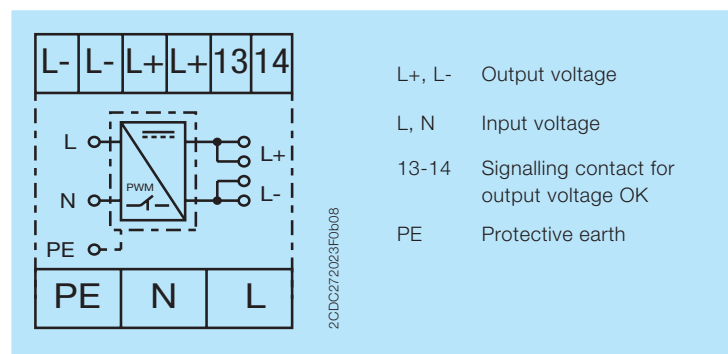 L- L- L+ L+ 13 14
L
L+
PWM
N
L-
PE
PE N L
2CDC272023F0b08
L+, L- Output voltage
L, N Input voltage
13-14 Signalling contact for
output voltage OK
PE Protective earth